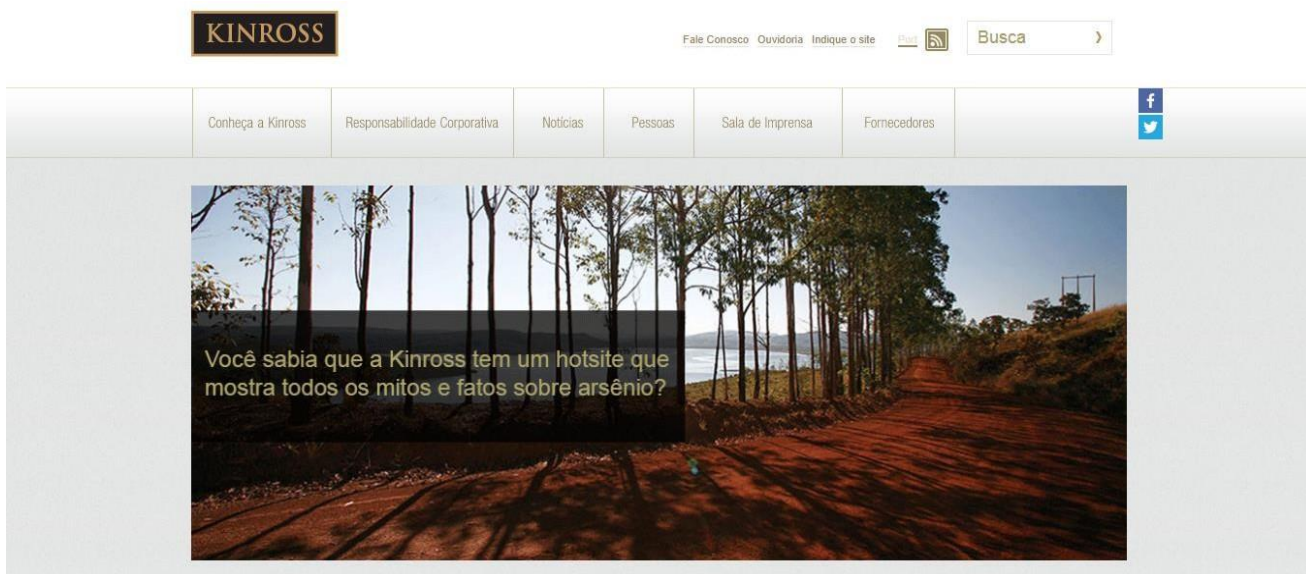 KINROSS
Fale Conosco Ouvidoria Indique o site Port Busca
Conheça a Kinross Responsabilidade Corporativa Notícias Pessoas Sala de Imprensa Fornecedores
Você sabia que a Kinross tem um hotsite que
mostra todos os mitos e fatos sobre arsênio?